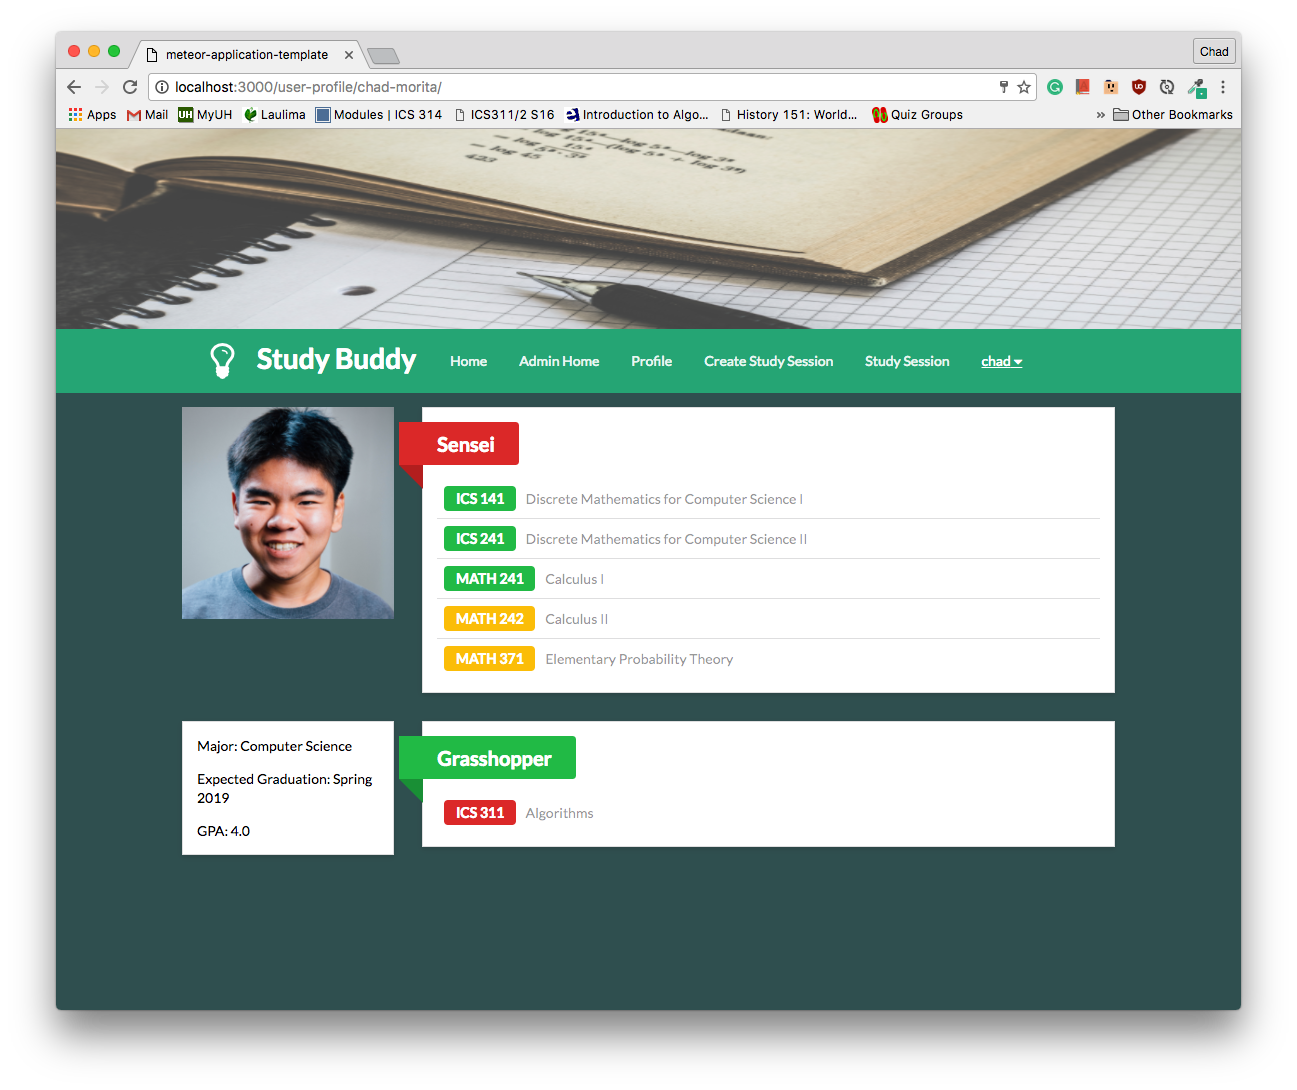 meteor-application-template
Chad
localhost:3000/user-profile/chad-morita/
Apps Mail MyUH Laulima Modules | ICS 314 ICS311/2 S16 Introduction to Algo... History 151: World... Quiz Groups » Other Bookmarks
423
Study Buddy Home Admin Home Profile Create Study Session Study Session chad
Sensei
ICS 141 Discrete Mathematics for Computer Science I
ICS 241 Discrete Mathematics for Computer Science II
MATH 241 Calculus I
MATH 242 Calculus II
MATH 371 Elementary Probability Theory
Major: Computer Science
Expected Graduation: Spring
2019
GPA: 4.0
Grasshopper
ICS 311 Algorithms